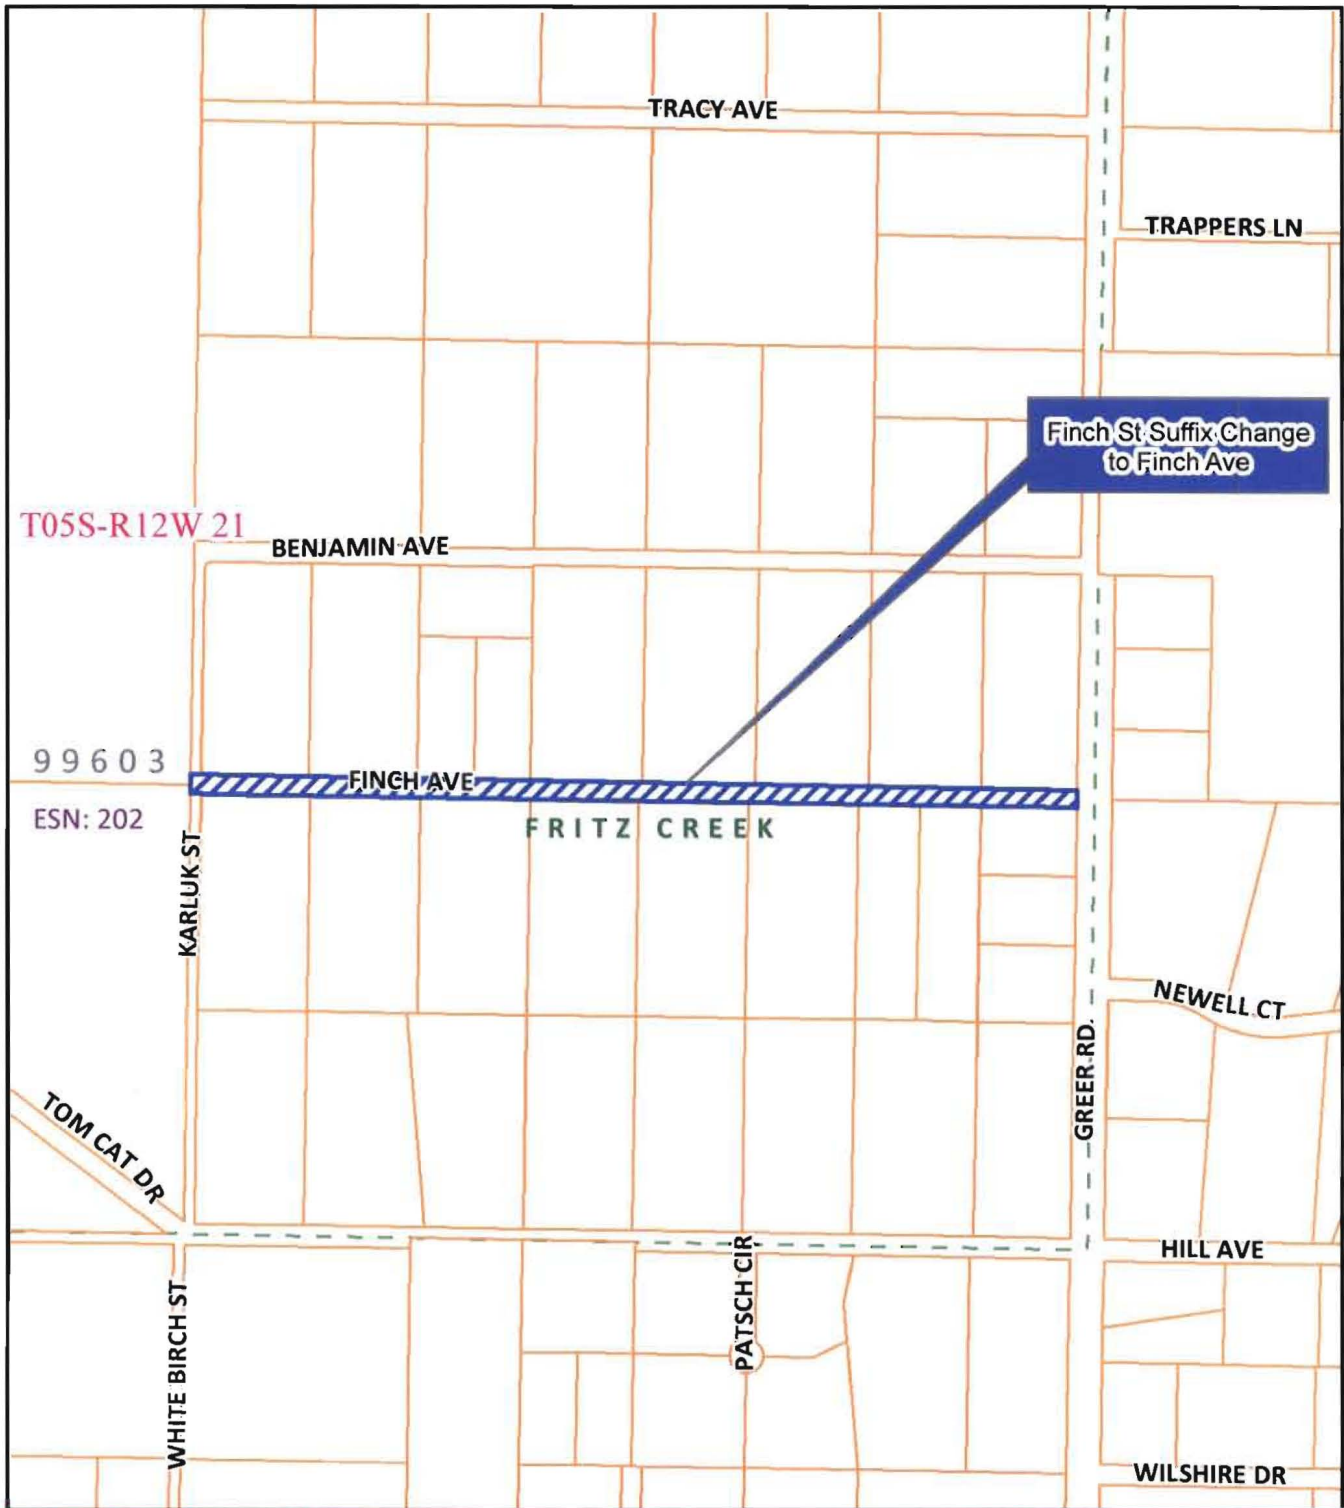 TRACY AVE
TRAPPERS LN
Finch St Suffix Change
to Finch Ave
T05S-R12W 21
BENJAMIN AVE
99603
FINCH AVE
ESN: 202
FRITZ CREEK
KARLUK ST
NEWELL CT
GREER RD
TOM CAT DR
HILL AVE
PATSCH CIR
WHITE BIRCH ST
WILSHIRE DR